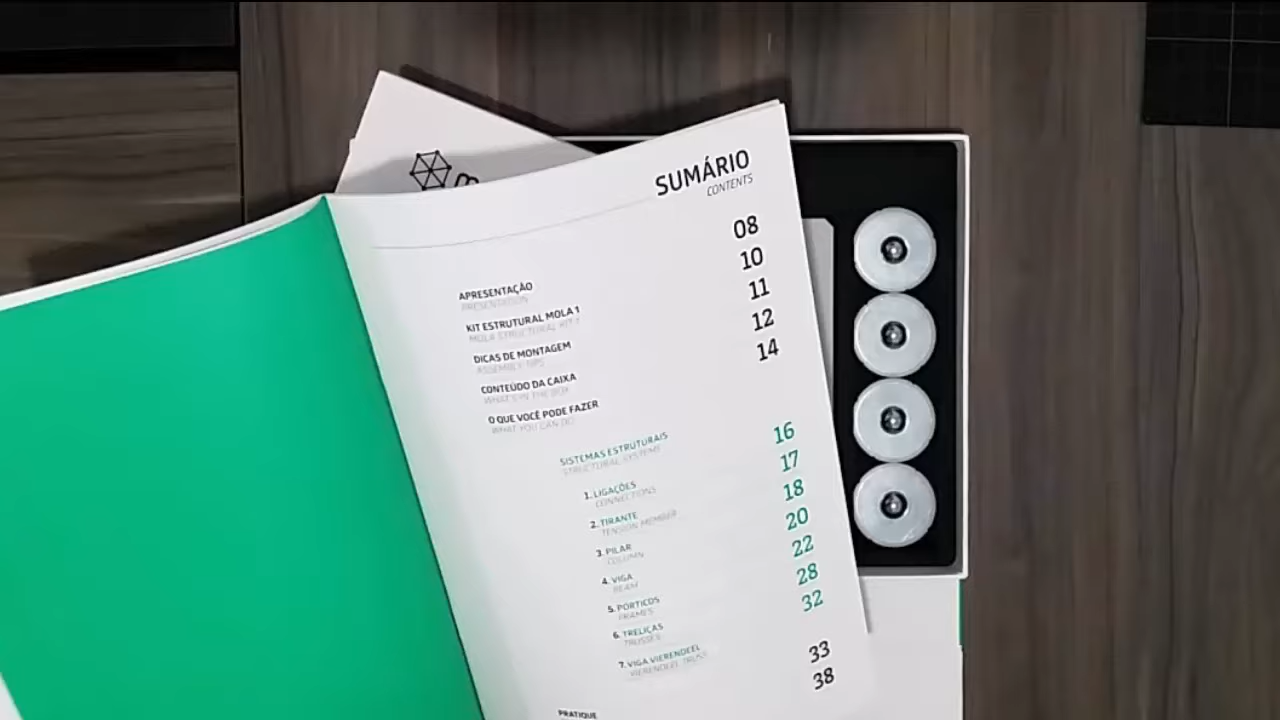 SUMÁRIO
CONTENTS
APRESENTAÇÃO 08
PRESENTATION
KIT ESTRUTURAL MOLA 1 10
MOLA STRUCTURAL KIT 1
DICAS DE MONTAGEM 11
ASSEMBLY TIPS
CONTEÚDO DA CAIXA 12
WHAT'S IN THE BOX
O QUE VOCÊ PODE FAZER 14
WHAT YOU CAN DO
SISTEMAS ESTRUTURAIS
STRUCTURAL SYSTEMS
1. LIGAÇÕES 16
CONNECTIONS
2. TIRANTE 17
TENSION MEMBER
3. PILAR 18
COLUMN
4. VIGA 20
BEAM
5. PÓRTICOS 22
FRAMES
6. TRELIÇAS 28
TRUSSES
7. VIGA VIERENDEEL 32
VIERENDEEL TRUSS
PRATIQUE 33
38